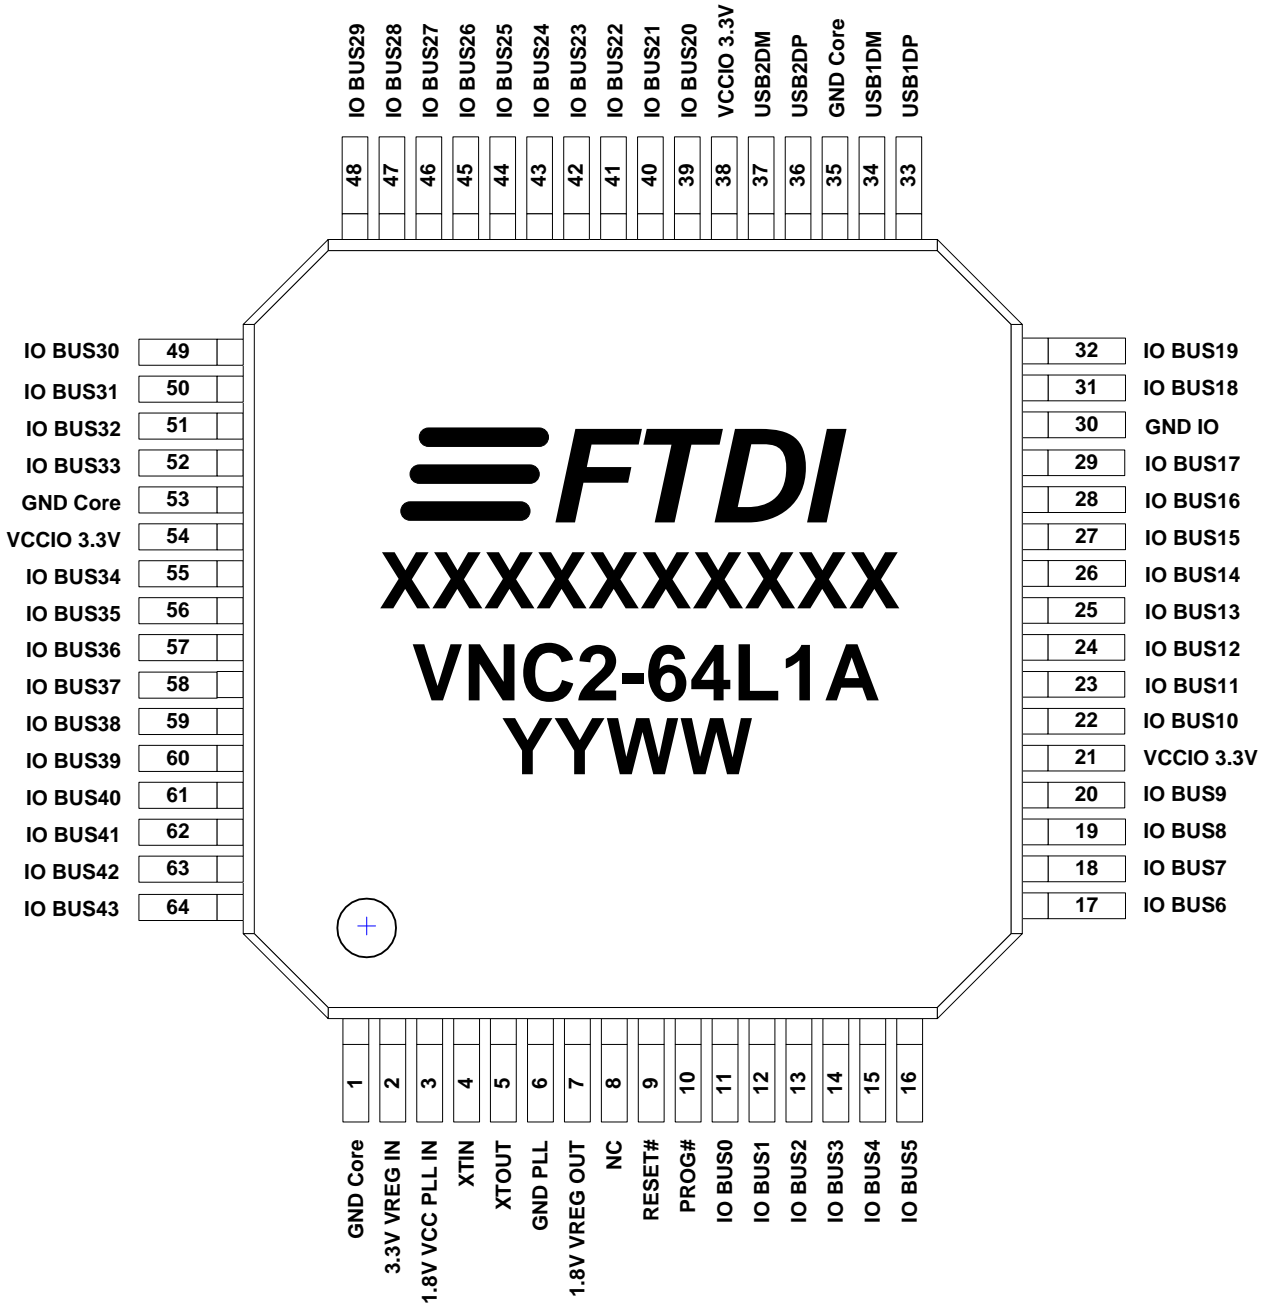 IO BUS29
IO BUS28
IO BUS27
IO BUS26
IO BUS25
IO BUS24
IO BUS23
IO BUS22
IO BUS21
IO BUS20
VCCIO 3.3V
USB2DM
USB2DP
GND Core
USB1DM
USB1DP
48
47
46
45
44
43
42
41
40
39
38
37
36
35
34
33
IO BUS30 49
IO BUS31 50
IO BUS32 51
IO BUS33 52
GND Core 53
VCCIO 3.3V 54
IO BUS34 55
IO BUS35 56
IO BUS36 57
IO BUS37 58
IO BUS38 59
IO BUS39 60
IO BUS40 61
IO BUS41 62
IO BUS42 63
IO BUS43 64
FTDI
XXXXXXXXXX
VNC2-64L1A
YYWW
32 IO BUS19
31 IO BUS18
30 GND IO
29 IO BUS17
28 IO BUS16
27 IO BUS15
26 IO BUS14
25 IO BUS13
24 IO BUS12
23 IO BUS11
22 IO BUS10
21 VCCIO 3.3V
20 IO BUS9
19 IO BUS8
18 IO BUS7
17 IO BUS6
1
2
3
4
5
6
7
8
9
10
11
12
13
14
15
16
GND Core
3.3V VREG IN
1.8V VCC PLL IN
XTIN
XTOUT
GND PLL
1.8V VREG OUT
NC
RESET#
PROG#
IO BUS0
IO BUS1
IO BUS2
IO BUS3
IO BUS4
IO BUS5